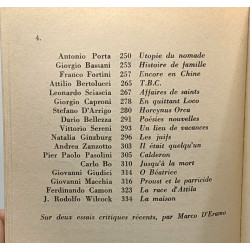 4.
Antonio Porta 250 Utopie du nomade
Giorgio Bassani 253 Histoire de famille
Franco Fortini 257 Encore en Chine
Attilio Bertolucci 265 T.B.C.
Leonardo Sciascia 267 Affaires de saints
Giorgio Caproni 278 En quittant Loco
Stefano D'Arrigo 280 Horcynus Orca
Dario Bellezza 291 Poésies nouvelles
Vittorio Sereni 293 Un lieu de vacances
Natalia Ginzburg 296 Les juifs
Andrea Zanzotto 303 Il était quelqu'un
Pier Paolo Pasolini 305 Calderon
Carlo Bo 310 Jusqu'à la mort
Giovanni Giudici 314 O Béatrice
Giovanni Macchia 316 Proust et le parricide
Ferdinando Camon 323 La race d'Attila
J. Rodolfo Wilcock 334 La maison
Sur deux essais critiques récents, par Marco D'Eramo